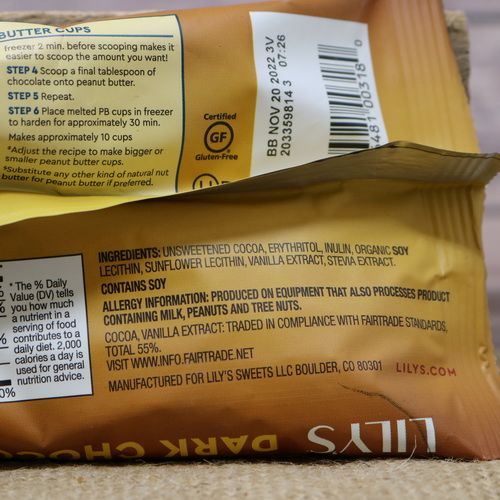 BUTTER CUPS
freezer 2 min. before scooping makes it
easier to scoop the amount you want!
STEP 4 Scoop a final tablespoon of
chocolate onto peanut butter.
STEP 5 Repeat.
STEP 6 Place melted PB cups in freezer
to harden for approximately 30 min.
Makes approximately 10 cups
*Adjust the recipe to make bigger or
smaller peanut butter cups.
*Substitute any other kind of natural nut
butter for peanut butter if preferred.
Certified
GF
Gluten-Free
BB NOV 20 2022 3V
203359814 3 07:26
INGREDIENTS: UNSWEETENED COCOA, ERYTHRITOL, INULIN, ORGANIC SOY
LECITHIN, SUNFLOWER LECITHIN, VANILLA EXTRACT, STEVIA EXTRACT.
CONTAINS SOY
ALLERGY INFORMATION: PRODUCED ON EQUIPMENT THAT ALSO PROCESSES PRODUCT
CONTAINING MILK, PEANUTS AND TREE NUTS.
COCOA, VANILLA EXTRACT: TRADED IN COMPLIANCE WITH FAIRTRADE STANDARDS,
TOTAL 55%.
VISIT WWW.INFO.FAIRTRADE.NET
MANUFACTURED FOR LILY'S SWEETS LLC BOULDER, CO 80301
LILYS.COM
* The % Daily
Value (DV) tells
you how much
a nutrient in a
serving of food
contributes to a
daily diet. 2,000
calories a day is
used for general
nutrition advice.
LILY'S
DARK CHOCO